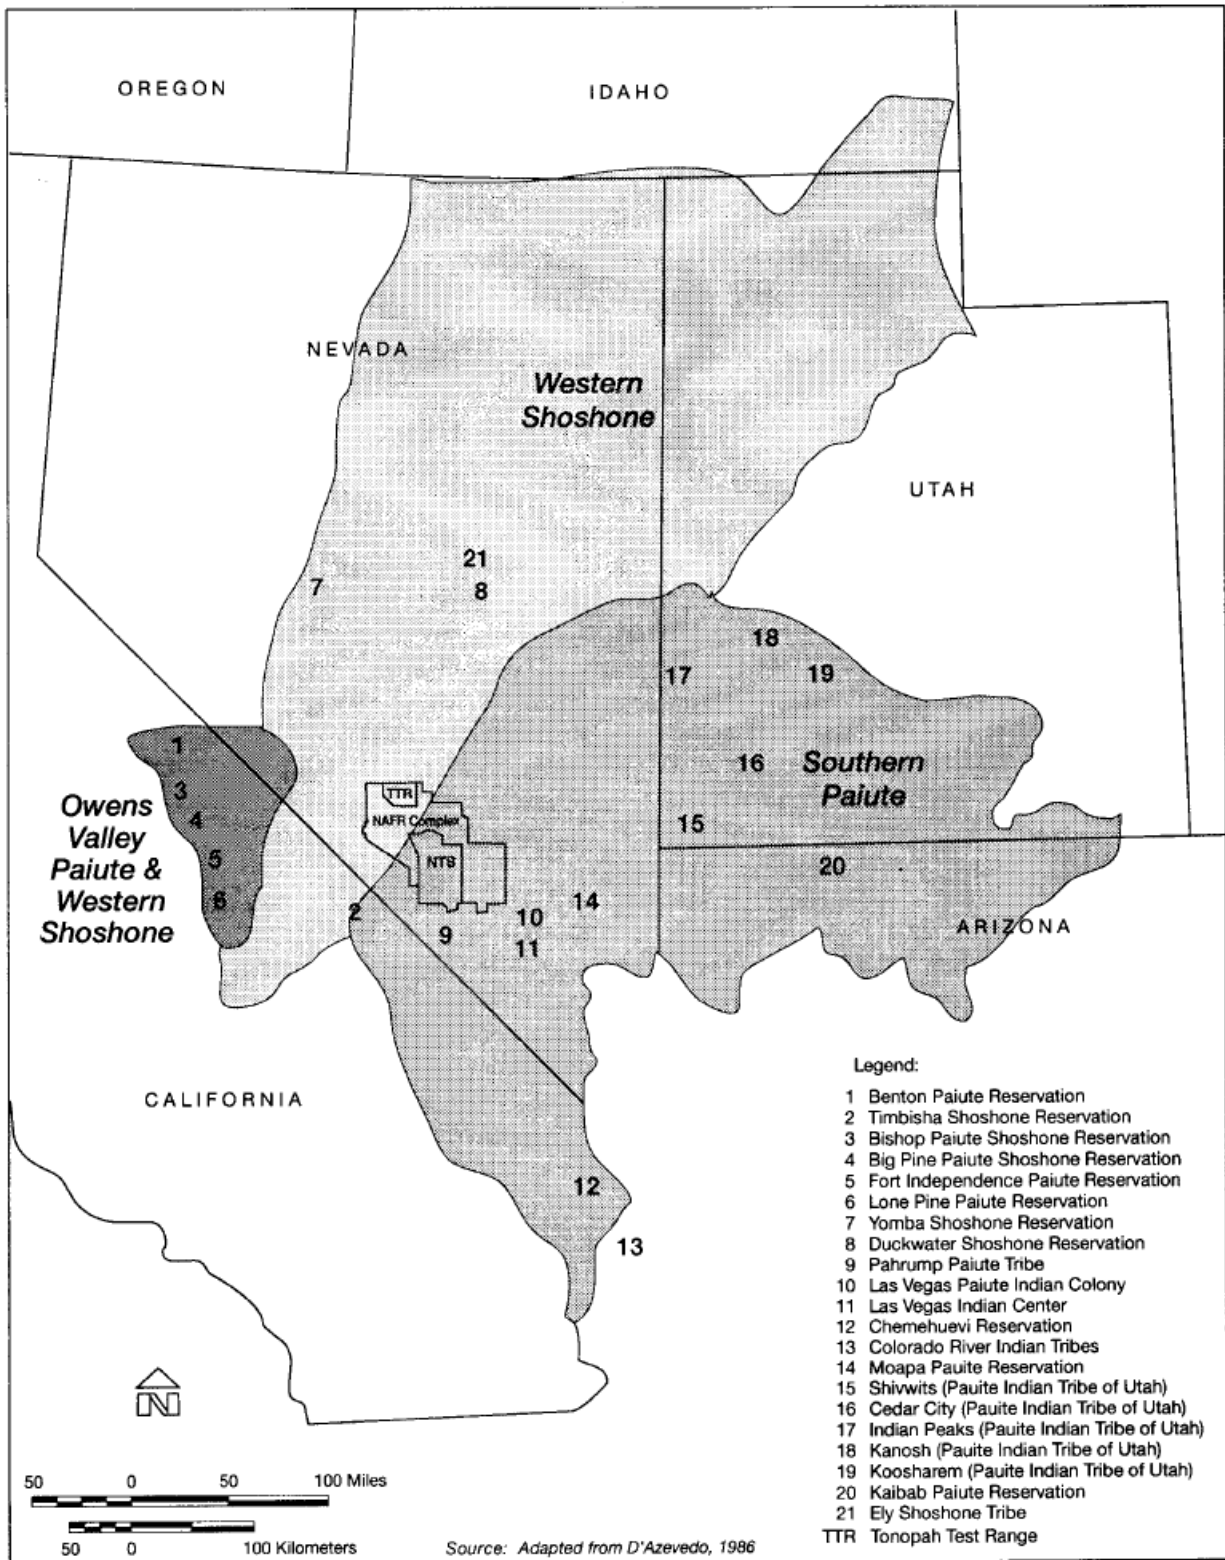 OREGON
IDAHO
NEVADA
Western
Shoshone
UTAH
21
7
8
18
17
19
1
16
Southern
Paiute
3
TTR
Owens
Valley
Paiute &
Western
Shoshone
4
NAFR Complex
15
5
NTS
20
6
2
14
10
9
11
ARIZONA
CALIFORNIA
12
13
Legend:
1 Benton Paiute Reservation
2 Timbisha Shoshone Reservation
3 Bishop Paiute Shoshone Reservation
4 Big Pine Paiute Shoshone Reservation
5 Fort Independence Paiute Reservation
6 Lone Pine Paiute Reservation
7 Yomba Shoshone Reservation
8 Duckwater Shoshone Reservation
9 Pahrump Paiute Tribe
10 Las Vegas Paiute Indian Colony
11 Las Vegas Indian Center
12 Chemehuevi Reservation
13 Colorado River Indian Tribes
14 Moapa Pauite Reservation
15 Shivwits (Pauite Indian Tribe of Utah)
16 Cedar City (Pauite Indian Tribe of Utah)
17 Indian Peaks (Pauite Indian Tribe of Utah)
18 Kanosh (Pauite Indian Tribe of Utah)
19 Koosharem (Pauite Indian Tribe of Utah)
20 Kaibab Paiute Reservation
21 Ely Shoshone Tribe
TTR Tonopah Test Range
N
50 0 50 100 Miles
50 0 100 Kilometers
Source: Adapted from D'Azevedo, 1986